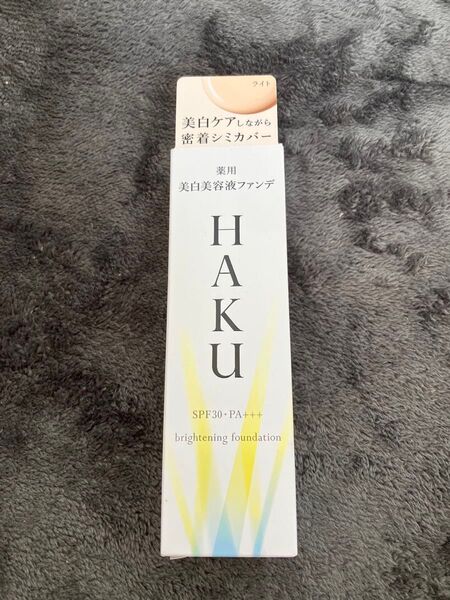 ライト
美白ケアしながら
密着シミカバー
薬用
美白美容液ファンデ
HAKU
SPF30・PA+++
brightening foundation